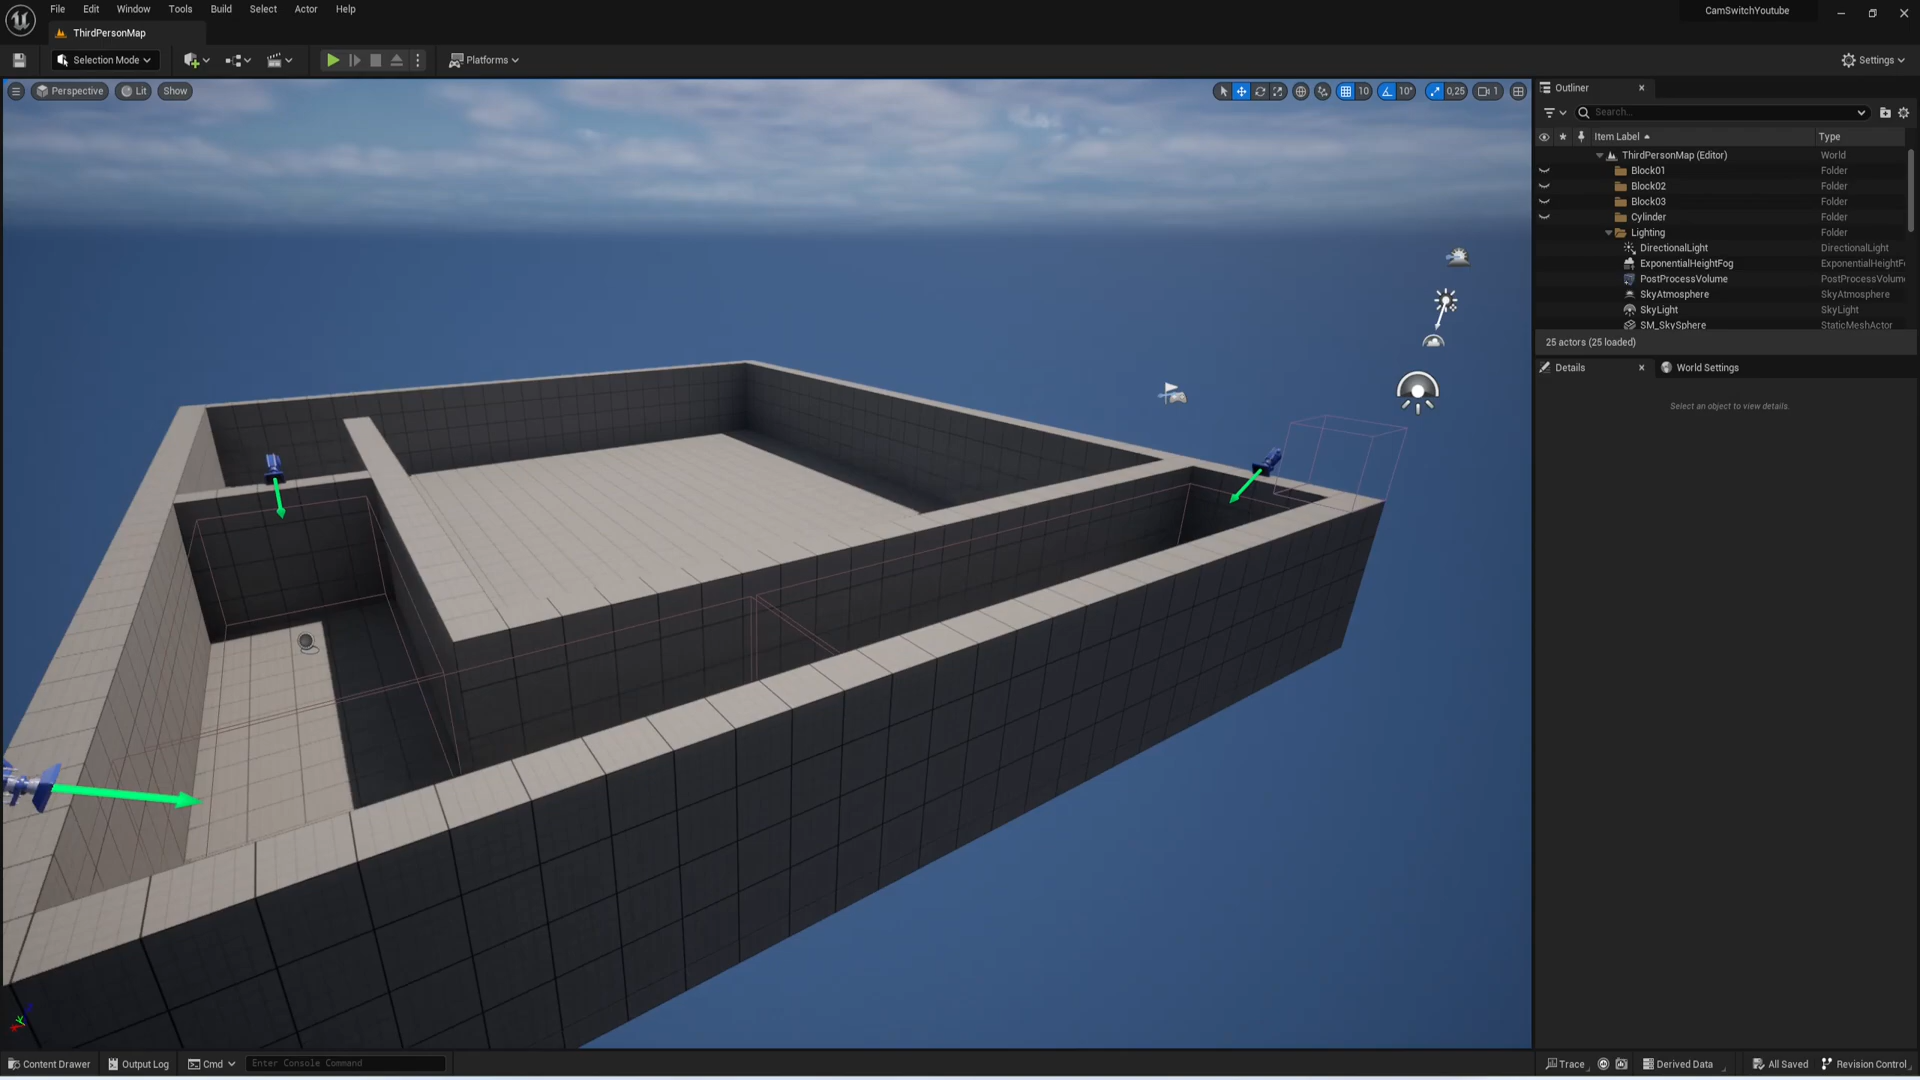 File Edit Window Tools Build Select Actor Help
CamSwitchYoutube
ThirdPersonMap
Selection Mode
Platforms
Settings
Perspective Lit Show
10 10° 0,25 1
Outliner
Search...
Item Label Type
ThirdPersonMap (Editor) World
Block01 Folder
Block02 Folder
Block03 Folder
Cylinder Folder
Lighting Folder
DirectionalLight DirectionalLight
ExponentialHeightFog ExponentialHeightF
PostProcessVolume PostProcessVolum
SkyAtmosphere SkyAtmosphere
SkyLight SkyLight
SM_SkySphere StaticMeshActor
25 actors (25 loaded)
Details World Settings
Select an object to view details.
Content Drawer Output Log Cmd Enter Console Command
Trace Derived Data All Saved Revision Control